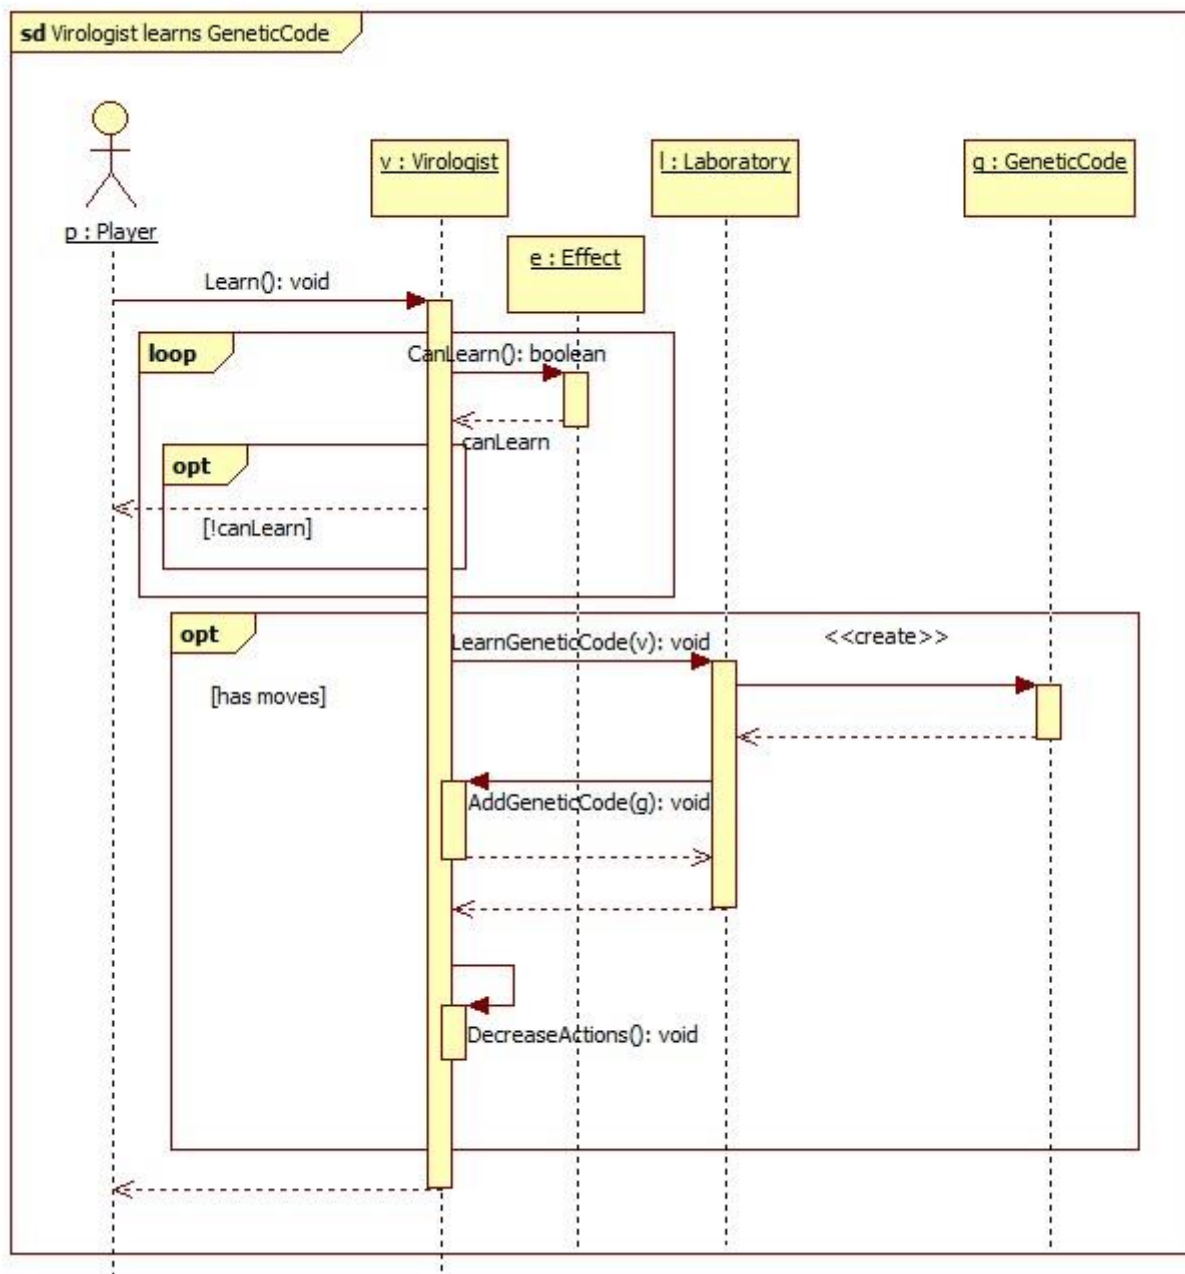 sd Virologist learns GeneticCode
v : Virologist
l : Laboratory
g : GeneticCode
p : Player
e : Effect
Learn(): void
loop
CanLearn(): boolean
canLearn
opt
[!canLearn]
opt
LearnGeneticCode(v): void
<<create>>
[has moves]
AddGeneticCode(g): void
DecreaseActions(): void